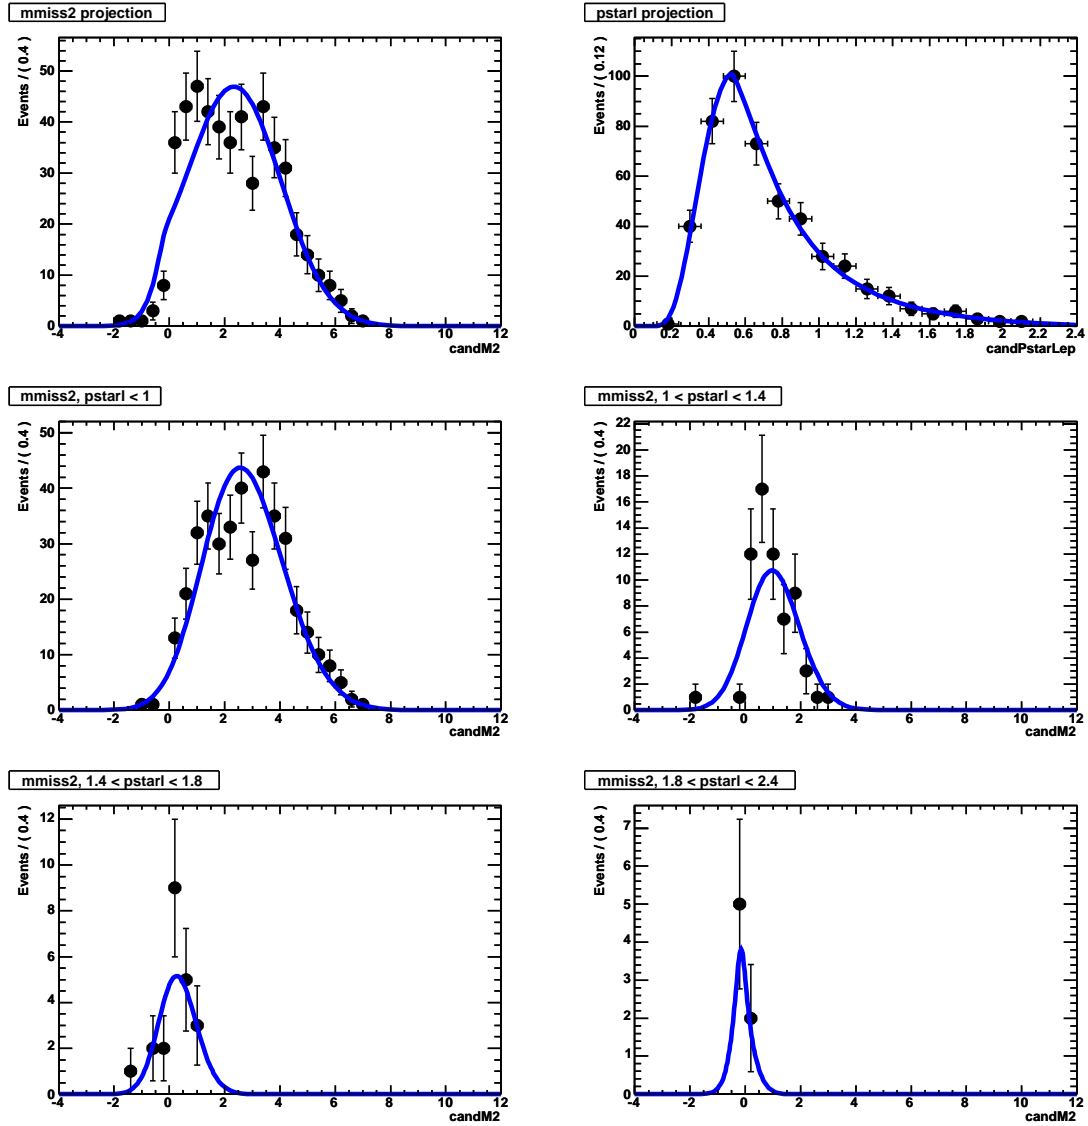 mmiss2 projection
Events / ( 0.4 )
50
40
30
20
10
0
-4 -2 0 2 4 6 8 10 12
candM2
pstarl projection
Events / ( 0.12 )
100
80
60
40
20
0
0 0.2 0.4 0.6 0.8 1 1.2 1.4 1.6 1.8 2 2.2 2.4
candPstarLep
mmiss2, pstarl < 1
Events / ( 0.4 )
50
40
30
20
10
0
-4 -2 0 2 4 6 8 10 12
candM2
mmiss2, 1 < pstarl < 1.4
Events / ( 0.4 )
22
20
18
16
14
12
10
8
6
4
2
0
-4 -2 0 2 4 6 8 10 12
candM2
mmiss2, 1.4 < pstarl < 1.8
Events / ( 0.4 )
12
10
8
6
4
2
0
-4 -2 0 2 4 6 8 10 12
candM2
mmiss2, 1.8 < pstarl < 2.4
Events / ( 0.4 )
7
6
5
4
3
2
1
0
-4 -2 0 2 4 6 8 10 12
candM2